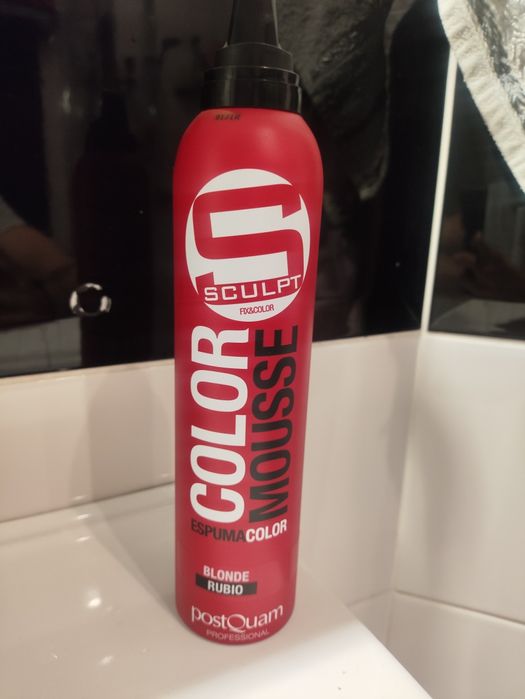 SCULPT
FIX&COLOR
COLOR
MOUSSE
ESPUMACOLOR
BLONDE
RUBIO
postQuam
PROFESSIONAL